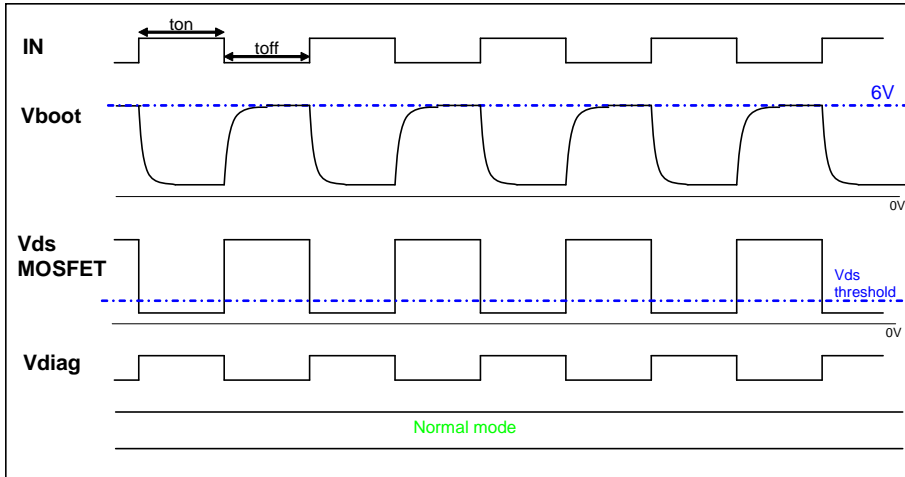 ton
IN
toff
6V
Vboot
0V
Vds
MOSFET
Vds
threshold
0V
Vdiag
Normal mode